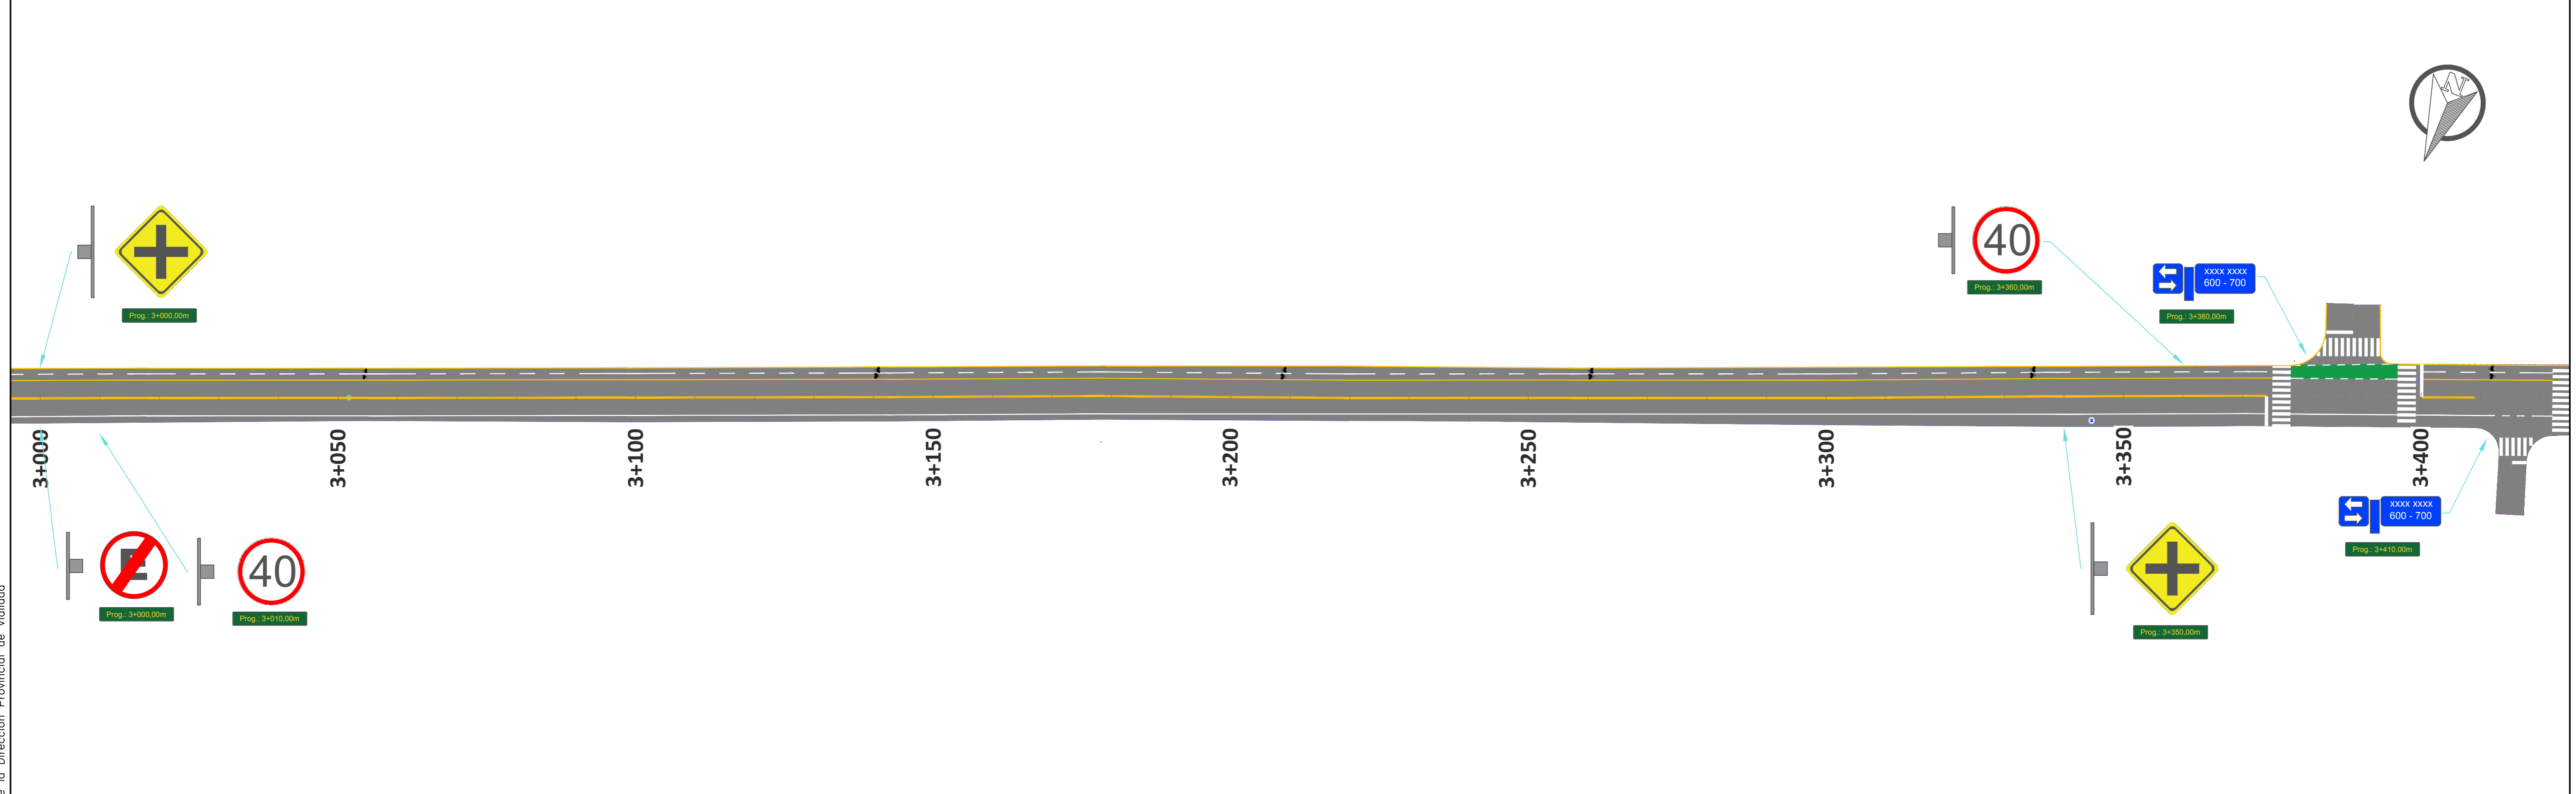 N
40
Prog.: 3+000,00m
Prog.: 3+360,00m
xxxx xxxx
600 - 700
Prog.: 3+380,00m
3+000
3+050
3+100
3+150
3+200
3+250
3+300
3+350
3+400
E
Prog.: 3+000,00m
40
Prog.: 3+010,00m
Prog.: 3+350,00m
xxxx xxxx
600 - 700
Prog.: 3+410,00m
la Dirección Provincial de Vialidad